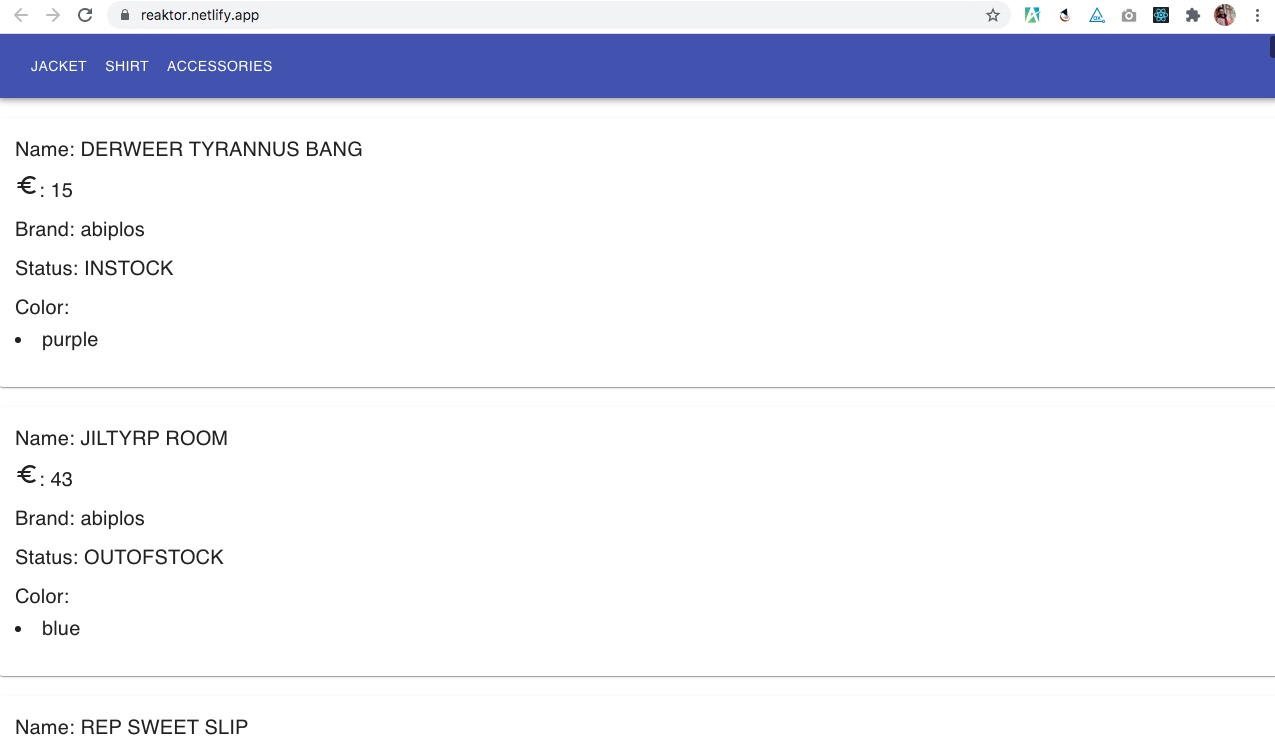 reaktor.netlify.app
JACKET SHIRT ACCESSORIES
Name: DERWEER TYRANNUS BANG
€: 15
Brand: abiplos
Status: INSTOCK
Color:
• purple
Name: JILTYRP ROOM
€: 43
Brand: abiplos
Status: OUTOFSTOCK
Color:
• blue
Name: REP SWEET SLIP